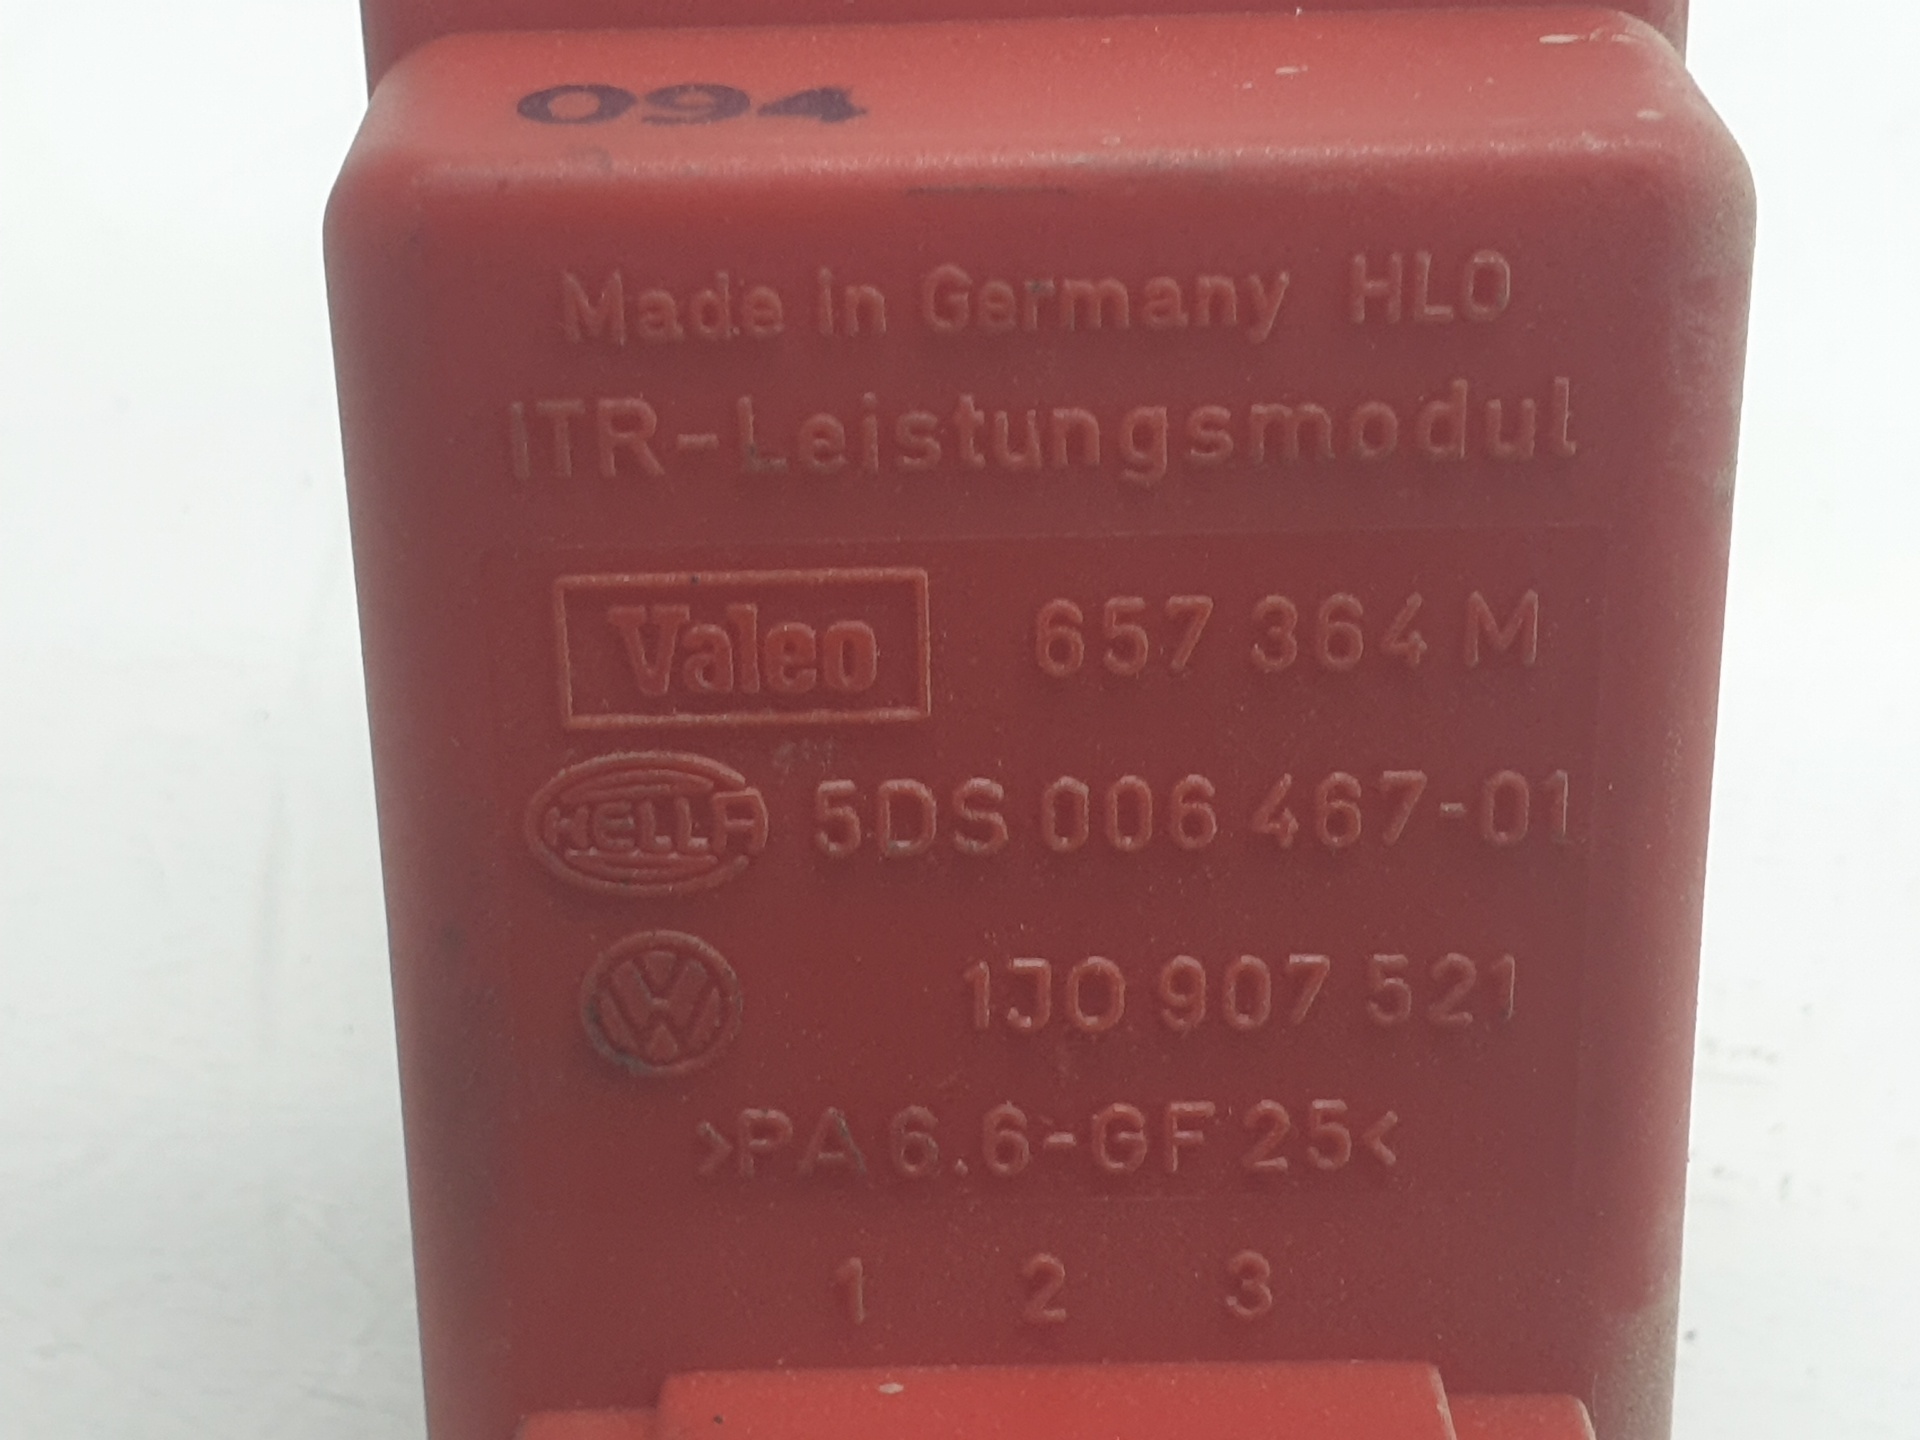 094
Made in Germany HLO
ITR-Leistungsmodul
Valeo 657 364 M
HELLA 5DS 006 467-01
VW 1J0 907 521
>PA 6.6-GF 25<
1 2 3